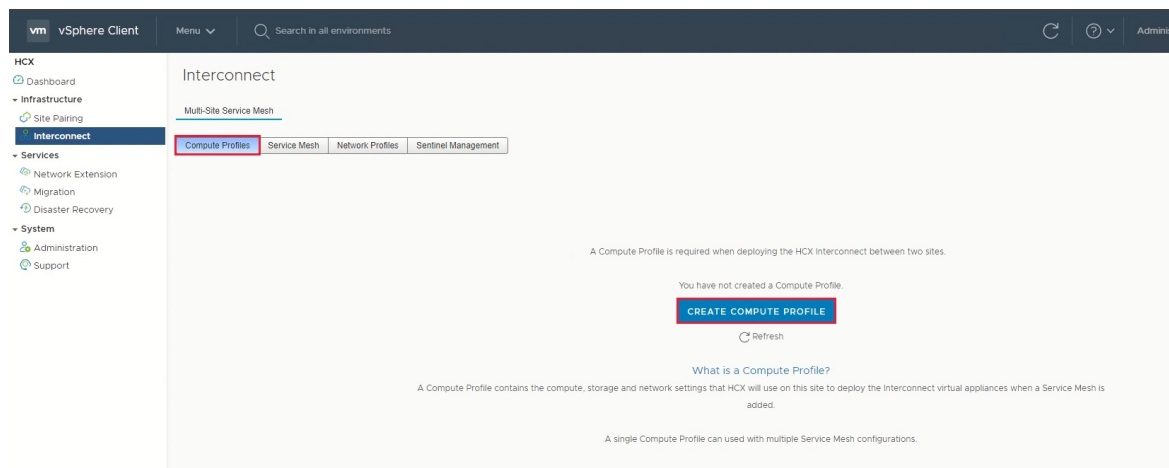 vm vSphere Client Menu Search in all environments
HCX
Dashboard
Infrastructure
Site Pairing
Interconnect
Services
Network Extension
Migration
Disaster Recovery
System
Administration
Support
Interconnect
Multi-Site Service Mesh
Compute Profiles Service Mesh Network Profiles Sentinel Management
A Compute Profile is required when deploying the HCX Interconnect between two sites.
You have not created a Compute Profile.
CREATE COMPUTE PROFILE
Refresh
What is a Compute Profile?
A Compute Profile contains the compute, storage and network settings that HCX will use on this site to deploy the Interconnect virtual appliances when a Service Mesh is
added.
A single Compute Profile can used with multiple Service Mesh configurations.